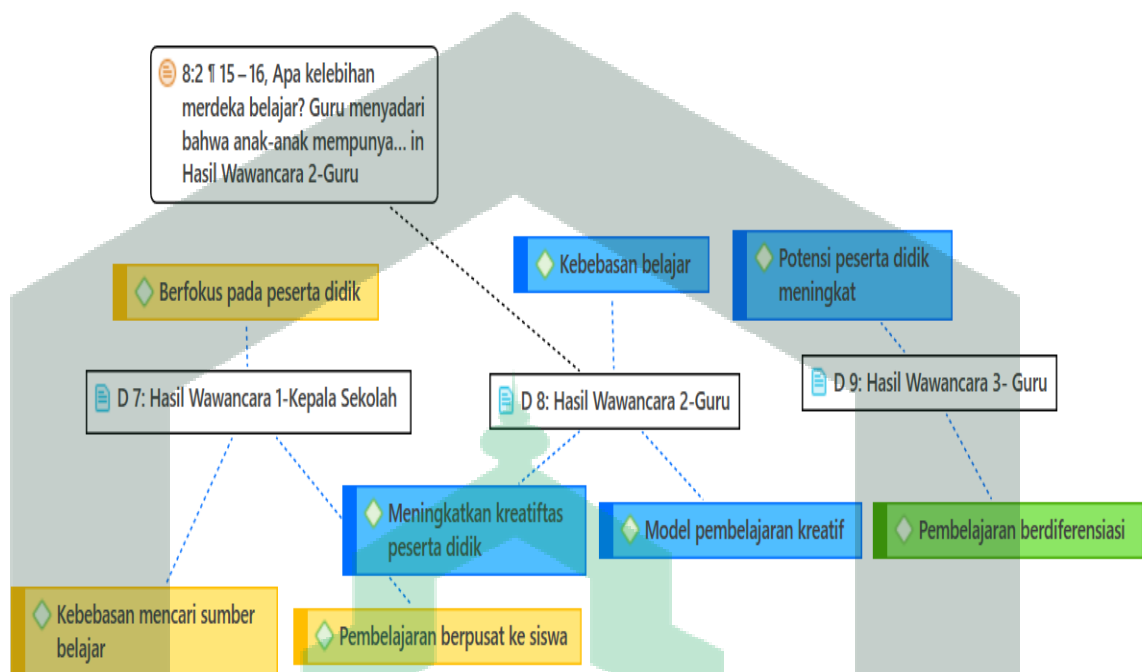 8:2 ¶ 15 – 16, Apa kelebihan
merdeka belajar? Guru menyadari
bahwa anak-anak mempunya... in
Hasil Wawancara 2-Guru
Kebebasan belajar
Potensi peserta didik
meningkat
Berfokus pada peserta didik
D 7: Hasil Wawancara 1-Kepala Sekolah
D 8: Hasil Wawancara 2-Guru
D 9: Hasil Wawancara 3- Guru
Meningkatkan kreatiftas
peserta didik
Model pembelajaran kreatif
Pembelajaran berdiferensiasi
Kebebasan mencari sumber
belajar
Pembelajaran berpusat ke siswa